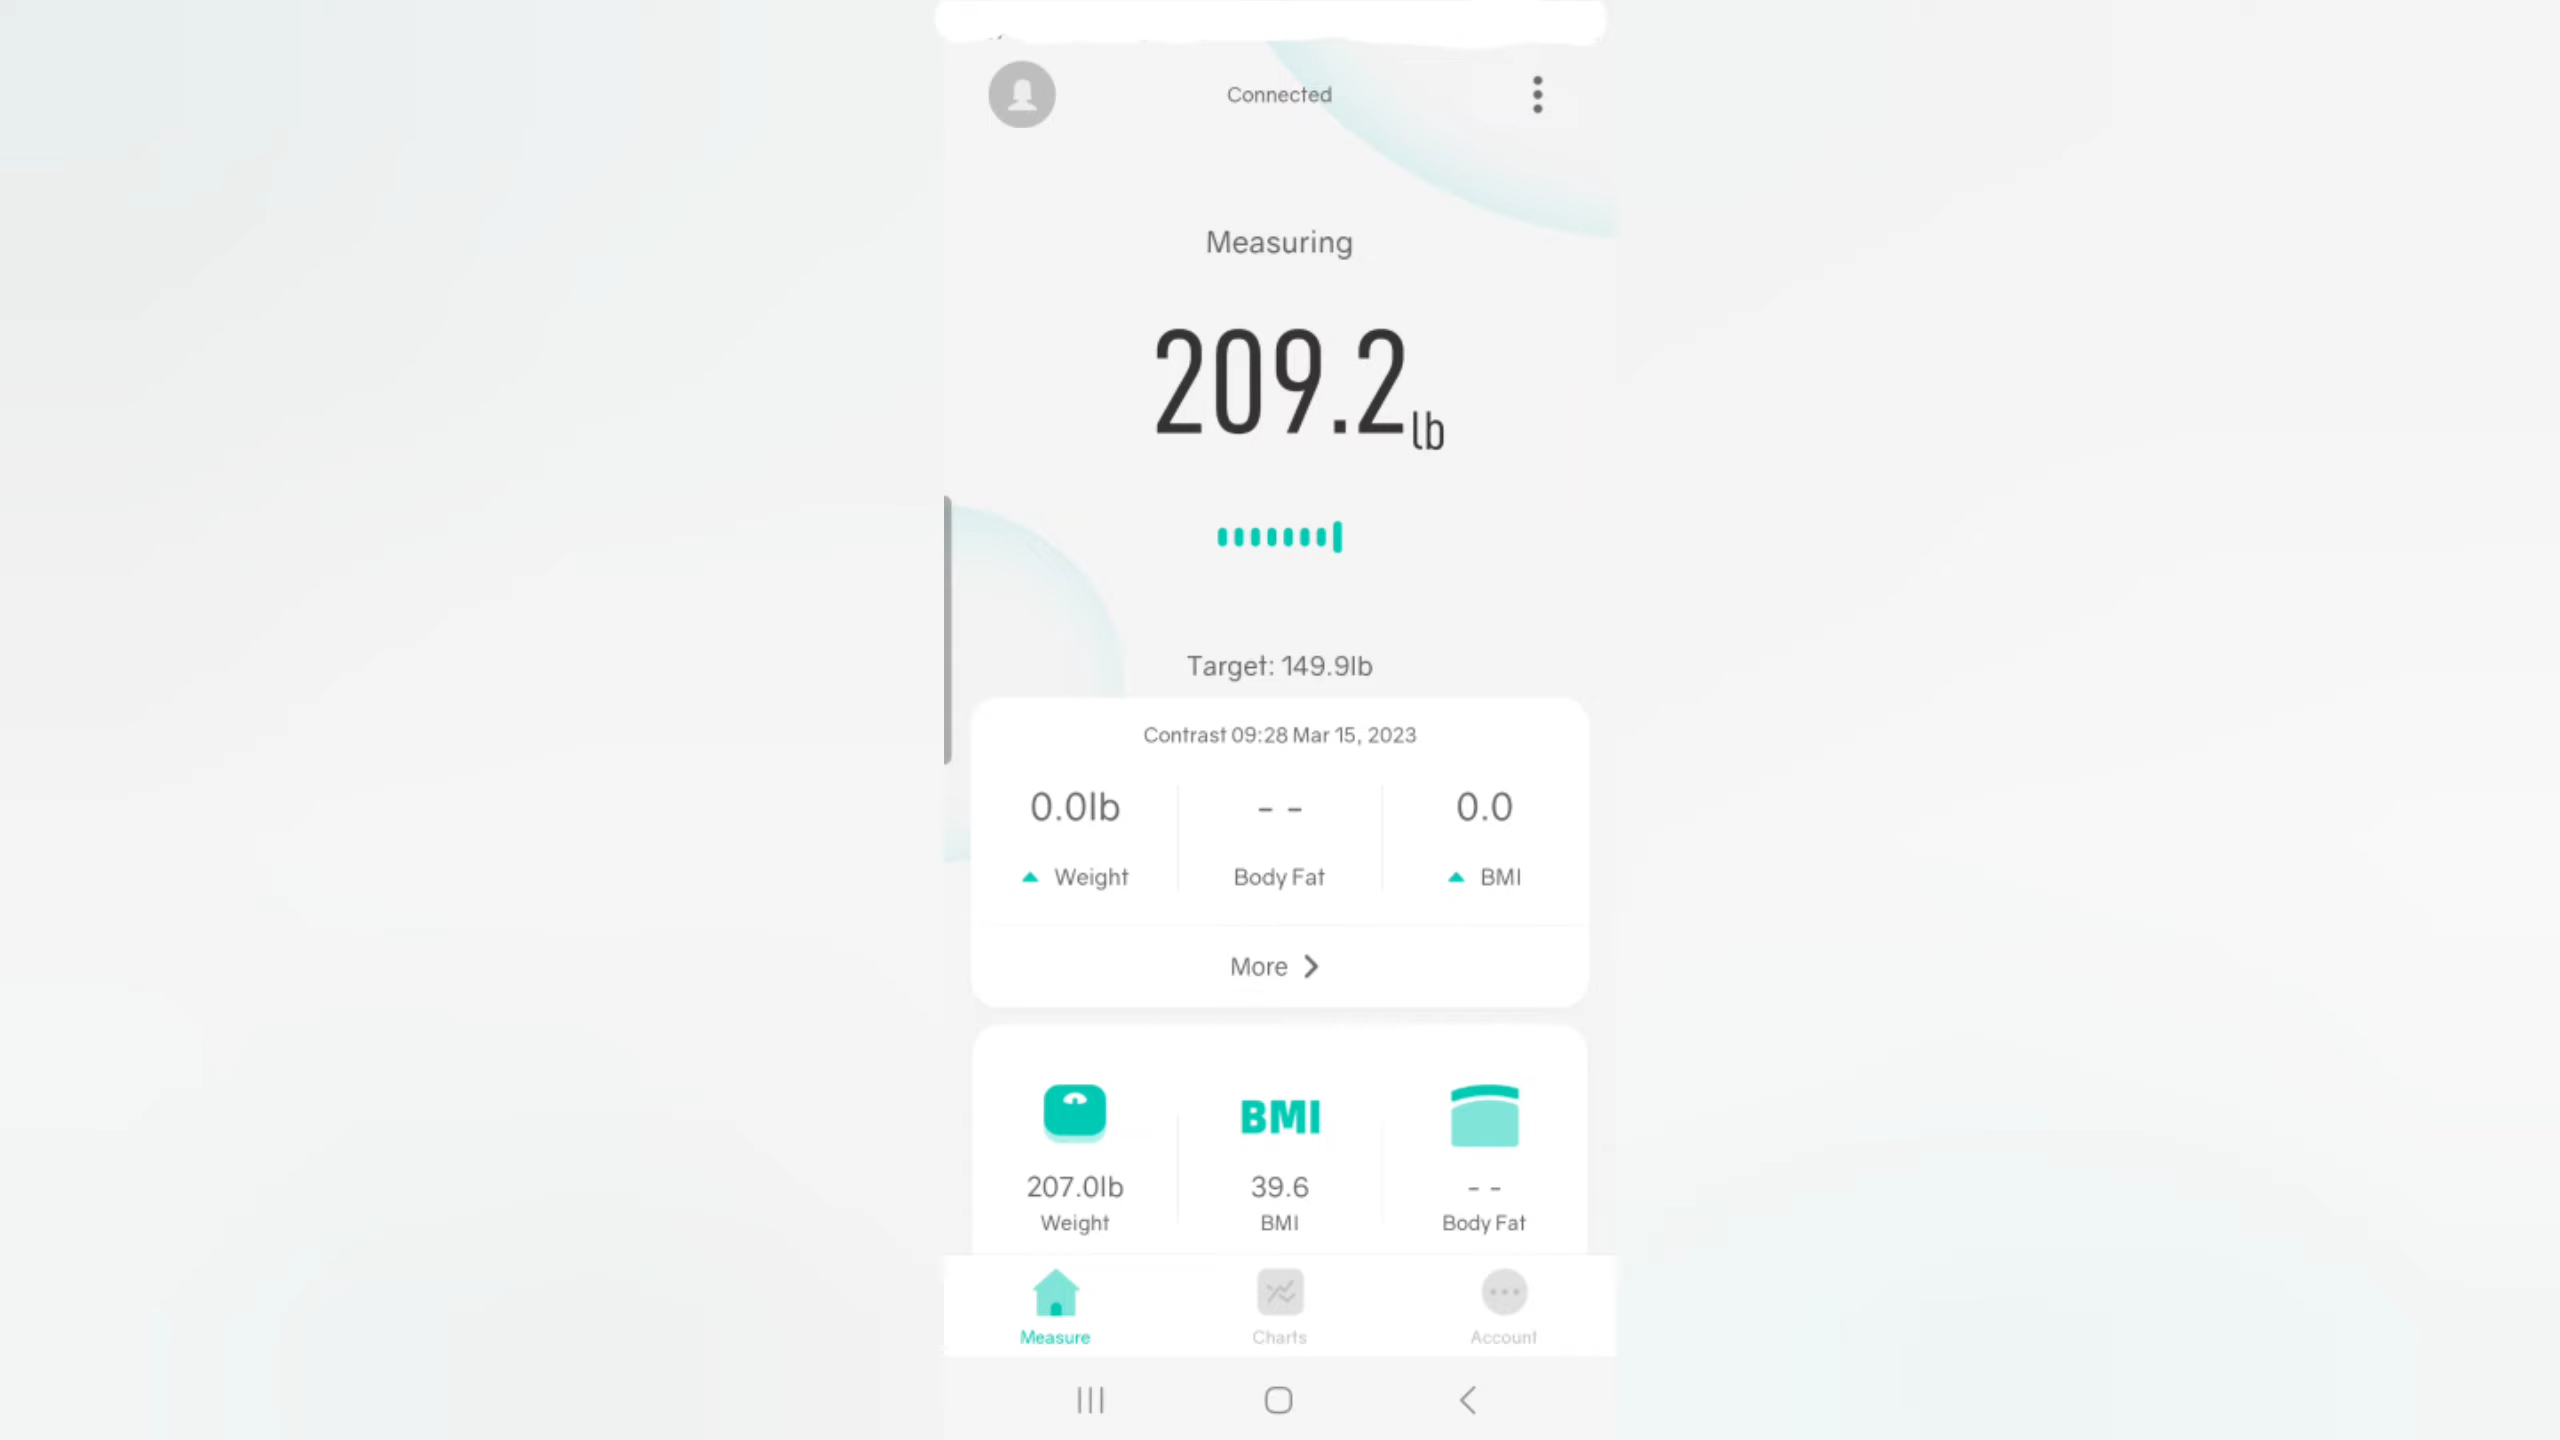 Connected
Measuring
209.2lb
Target: 149.9lb
Contrast 09:28 Mar 15, 2023
0.0lb - - 0.0
Weight Body Fat BMI
More
BMI
207.0lb 39.6 - -
Weight BMI Body Fat
Measure Charts Account